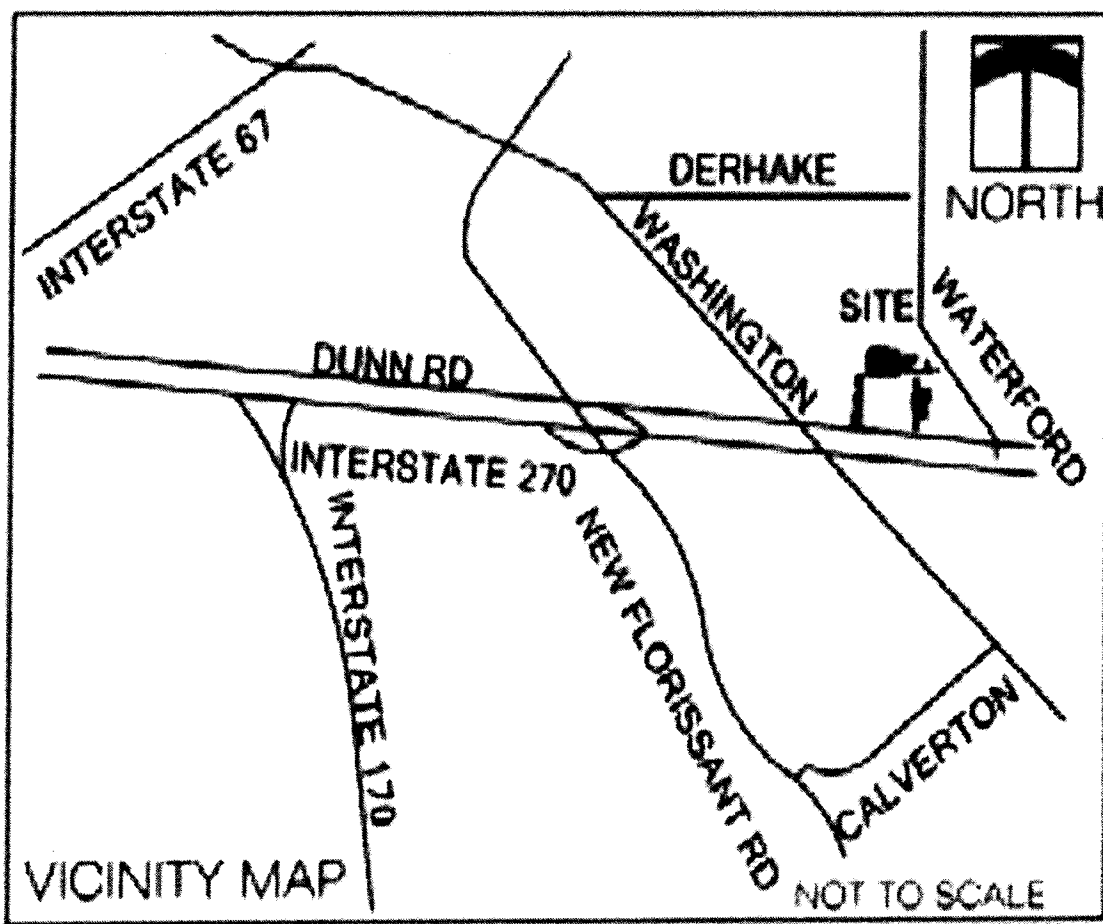 DERHAKE
NORTH
INTERSTATE 67
WASHINGTON
SITE
WATERFORD
DUNN RD
INTERSTATE 270
INTERSTATE 170
NEW FLORISSANT RD
CALVERTON
VICINITY MAP
NOT TO SCALE